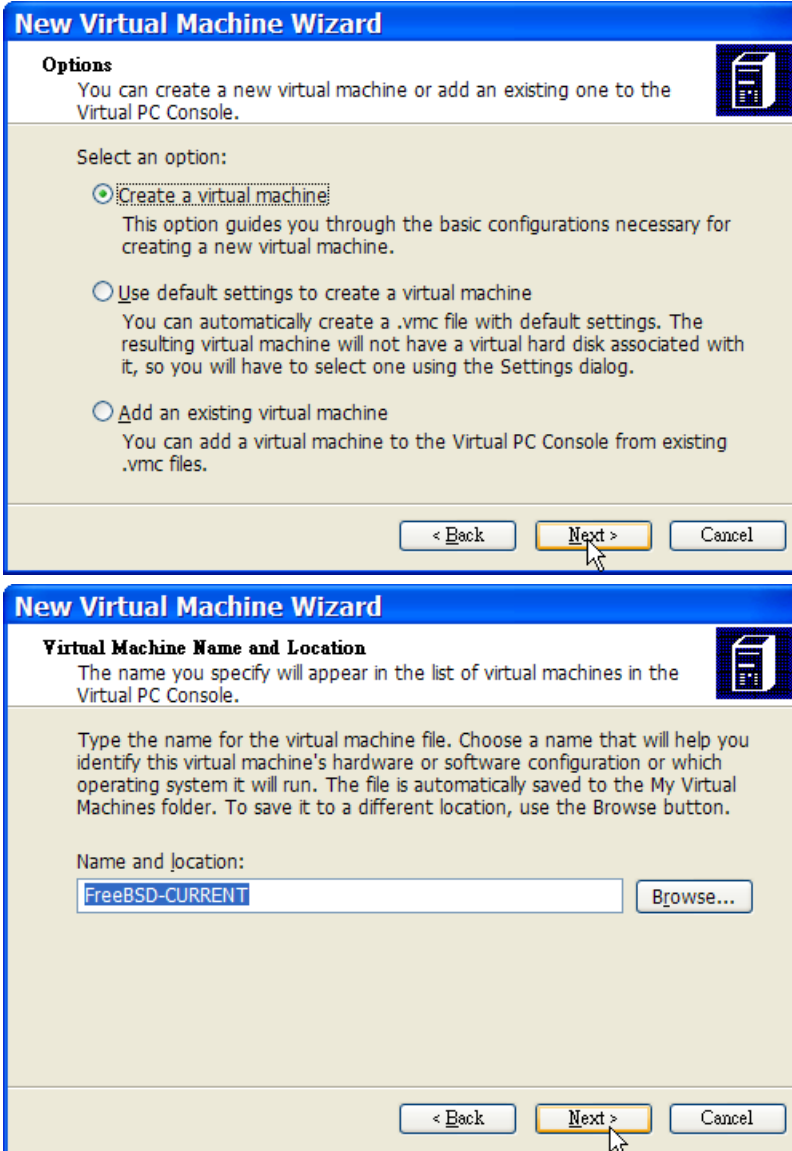 New Virtual Machine Wizard
Options
You can create a new virtual machine or add an existing one to the
Virtual PC Console.
Select an option:
Create a virtual machine
This option guides you through the basic configurations necessary for
creating a new virtual machine.
Use default settings to create a virtual machine
You can automatically create a .vmc file with default settings. The
resulting virtual machine will not have a virtual hard disk associated with
it, so you will have to select one using the Settings dialog.
Add an existing virtual machine
You can add a virtual machine to the Virtual PC Console from existing
.vmc files.
< Back Next > Cancel
New Virtual Machine Wizard
Virtual Machine Name and Location
The name you specify will appear in the list of virtual machines in the
Virtual PC Console.
Type the name for the virtual machine file. Choose a name that will help you
identify this virtual machine's hardware or software configuration or which
operating system it will run. The file is automatically saved to the My Virtual
Machines folder. To save it to a different location, use the Browse button.
Name and location:
FreeBSD-CURRENT Browse...
< Back Next > Cancel